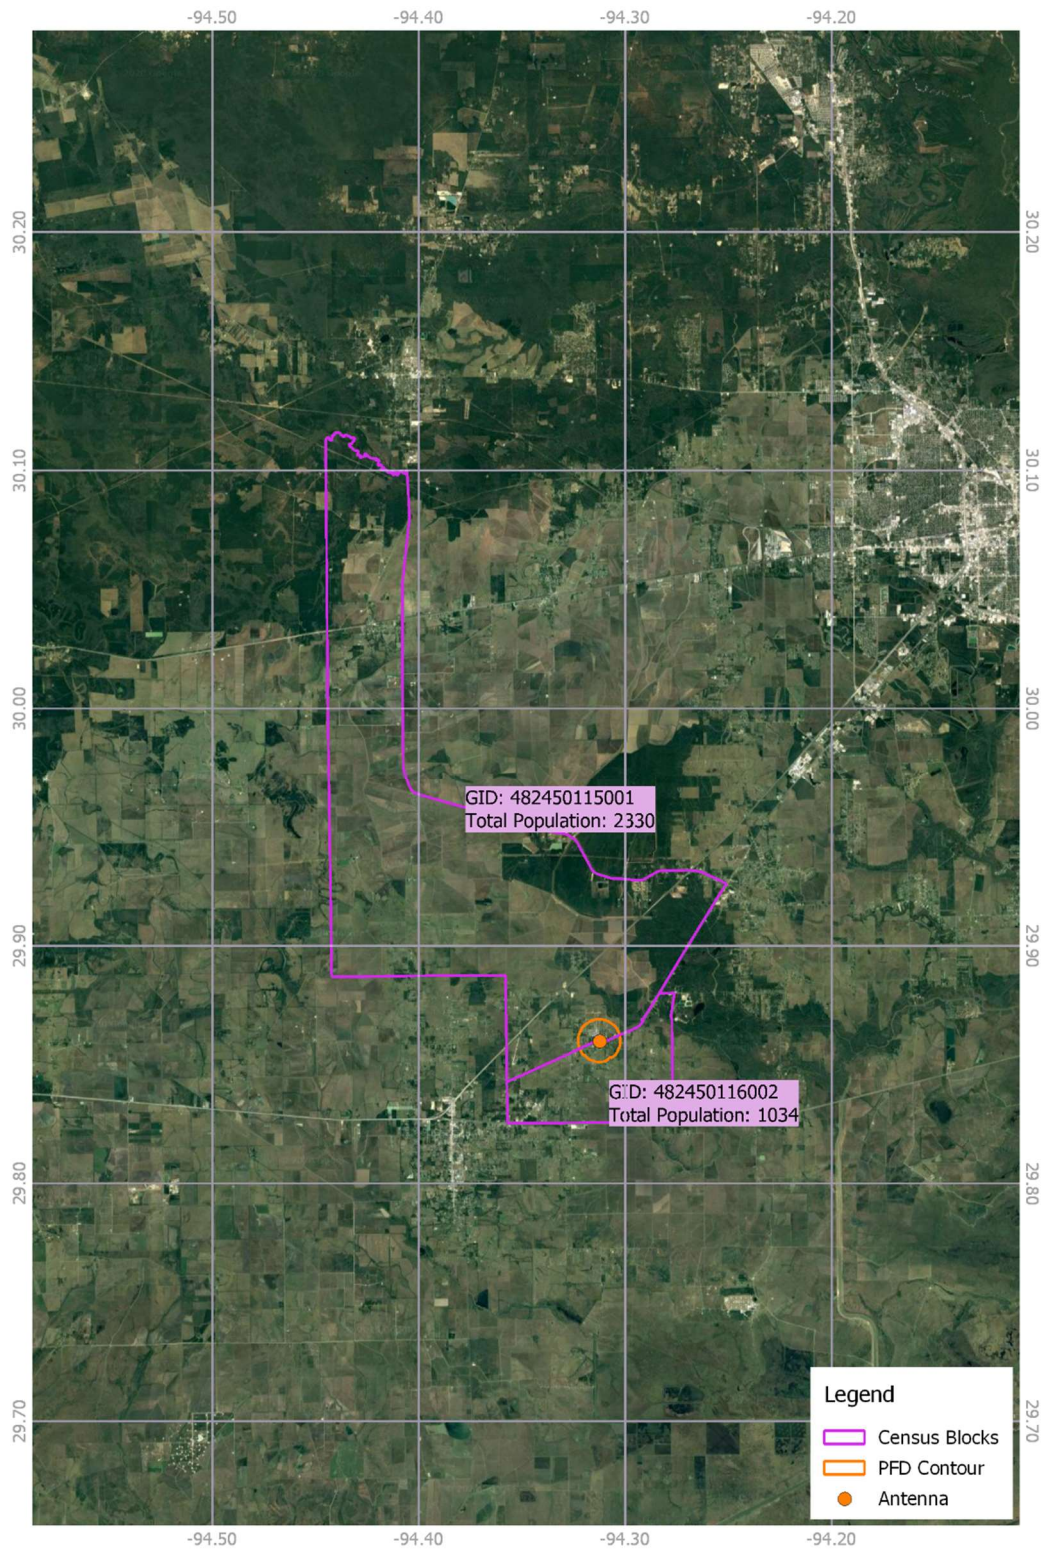 -94.50 -94.40 -94.30 -94.20
30.20 30.20
30.10 30.10
30.00 30.00
GID: 482450115001
Total Population: 2330
29.90 29.90
GID: 482450116002
Total Population: 1034
29.80 29.80
29.70 29.70
Legend
Census Blocks
PFD Contour
Antenna
-94.50 -94.40 -94.30 -94.20